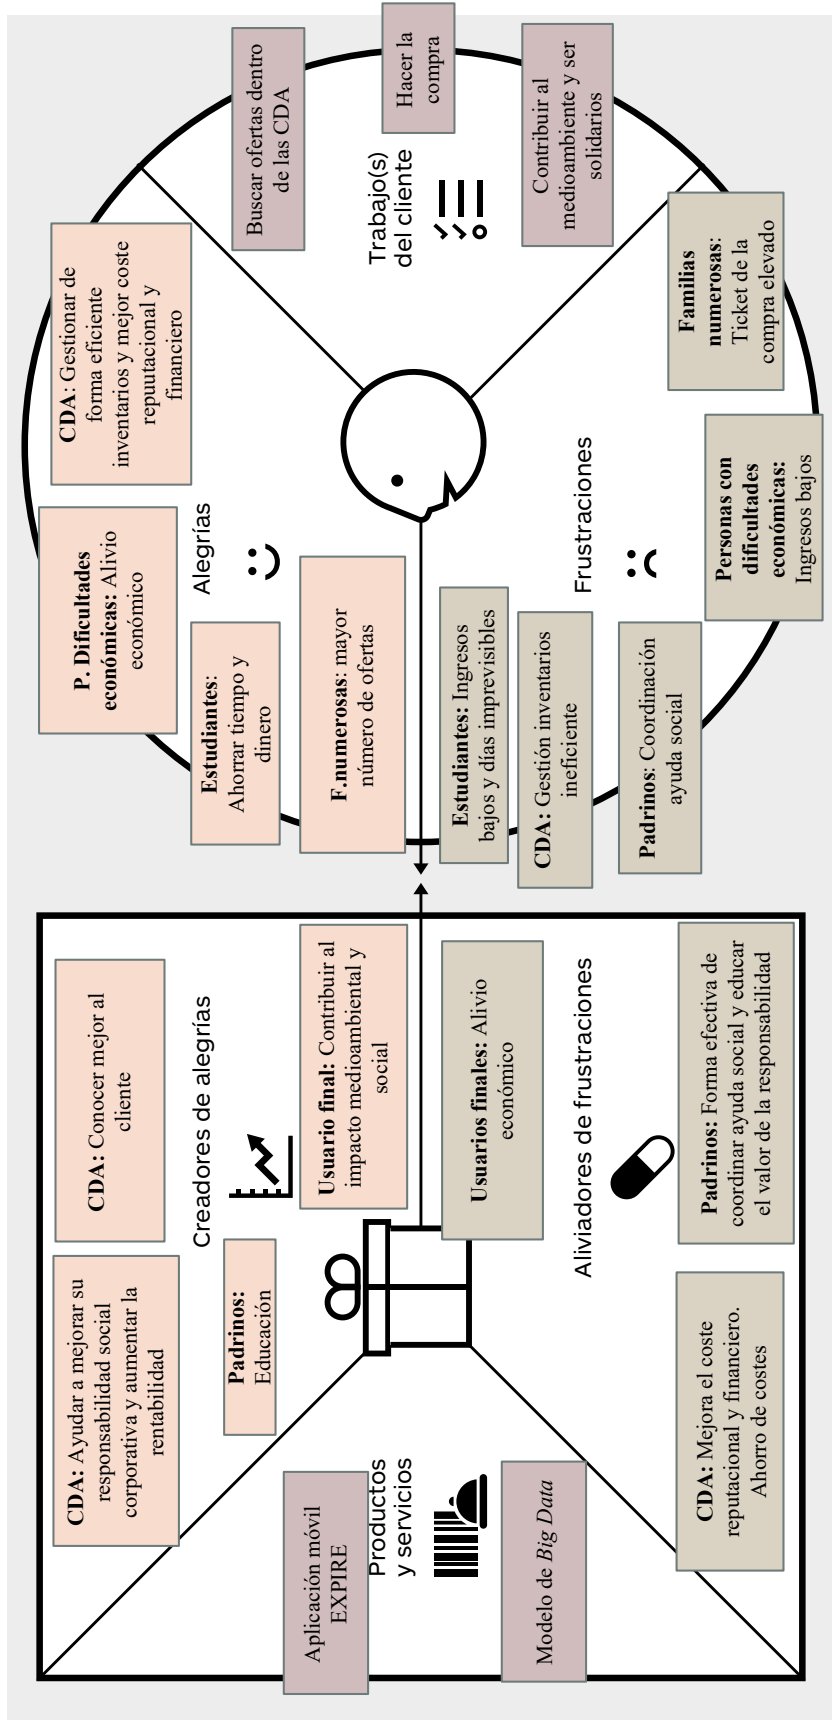 CDA: Ayudar a mejorar su
responsabilidad social
corporativa y aumentar la
rentabilidad
CDA: Conocer mejor al
cliente
Padrinos:
Educación
Creadores de alegrías
Usuario final: Contribuir al
impacto medioambiental y
social
Aplicación móvil
EXPIRE
Productos
y servicios
Modelo de Big Data
Usuarios finales: Alivio
económico
Aliviadores de frustraciones
CDA: Mejora el coste
reputacional y financiero.
Ahorro de costes
Padrinos: Forma efectiva de
coordinar ayuda social y educar
el valor de la responsabilidad
P. Dificultades
económicas: Alivio
económico
CDA: Gestionar de
forma eficiente
inventarios y mejor coste
repuutacional y
financiero
Estudiantes:
Ahorrar tiempo y
dinero
Alegrías
F.numerosas: mayor
número de ofertas
Buscar ofertas dentro
de las CDA
Trabajo(s)
del cliente
Hacer la
compra
Contribuir al
medioambiente y ser
solidarios
Estudiantes: Ingresos
bajos y días imprevisibles
CDA: Gestión inventarios
ineficiente
Frustraciones
Padrinos: Coordinación
ayuda social
Personas con
dificultades
económicas:
Ingresos bajos
Familias
numerosas:
Ticket de la
compra elevado